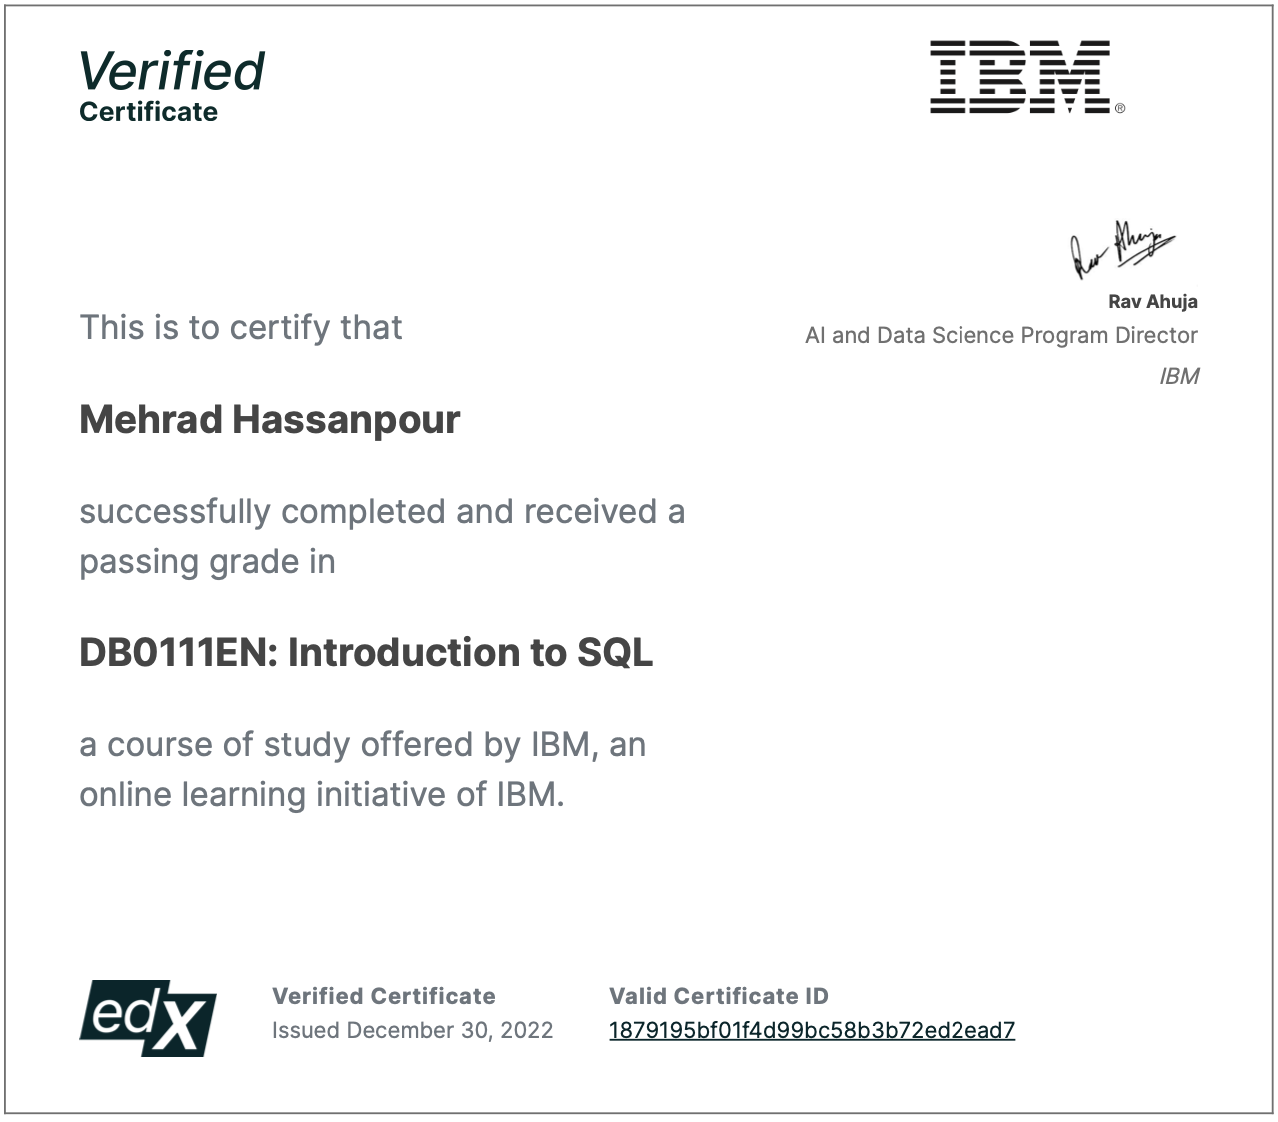 Verified
Certificate
IBM®
Rav Ahuja
Rav Ahuja
AI and Data Science Program Director
IBM
This is to certify that
Mehrad Hassanpour
successfully completed and received a
passing grade in
DB0111EN: Introduction to SQL
a course of study offered by IBM, an
online learning initiative of IBM.
edX
Verified Certificate
Issued December 30, 2022
Valid Certificate ID
1879195bf01f4d99bc58b3b72ed2ead7